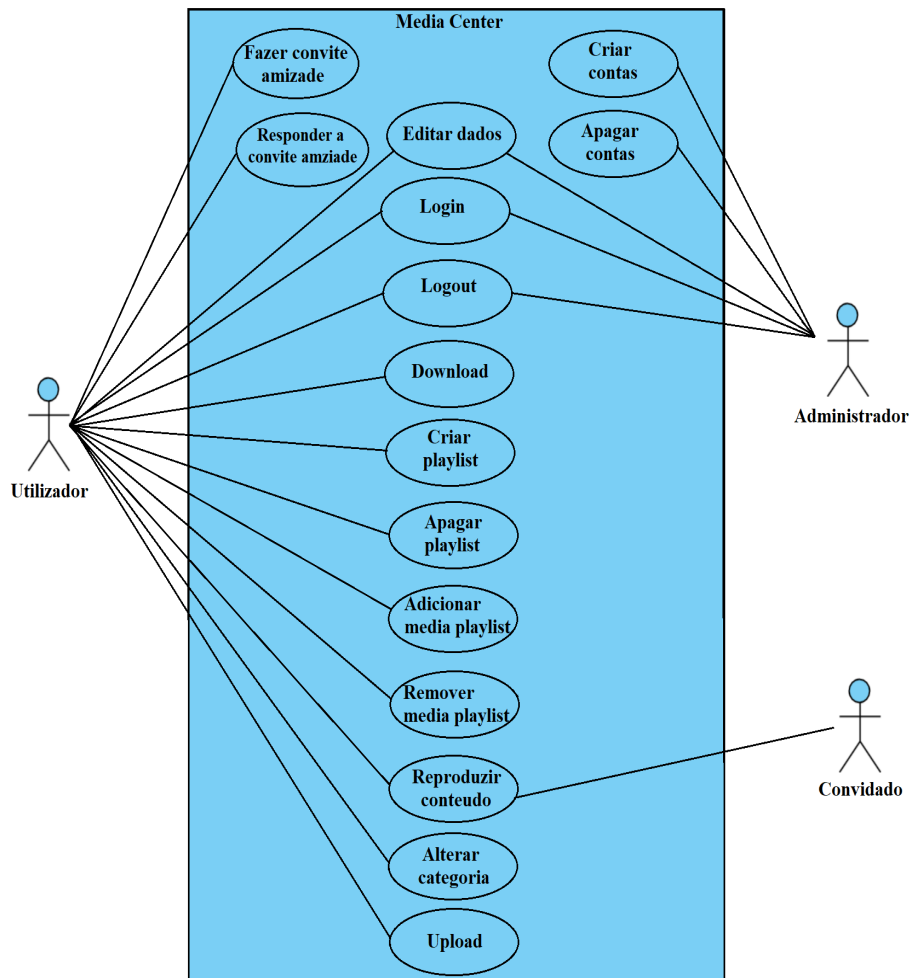 Media Center
Fazer convite
amizade
Criar
contas
Responder a
convite amziade
Editar dados
Apagar
contas
Login
Logout
Download
Administrador
Criar
playlist
Utilizador
Apagar
playlist
Adicionar
media playlist
Remover
media playlist
Reproduzir
conteudo
Convidado
Alterar
categoria
Upload